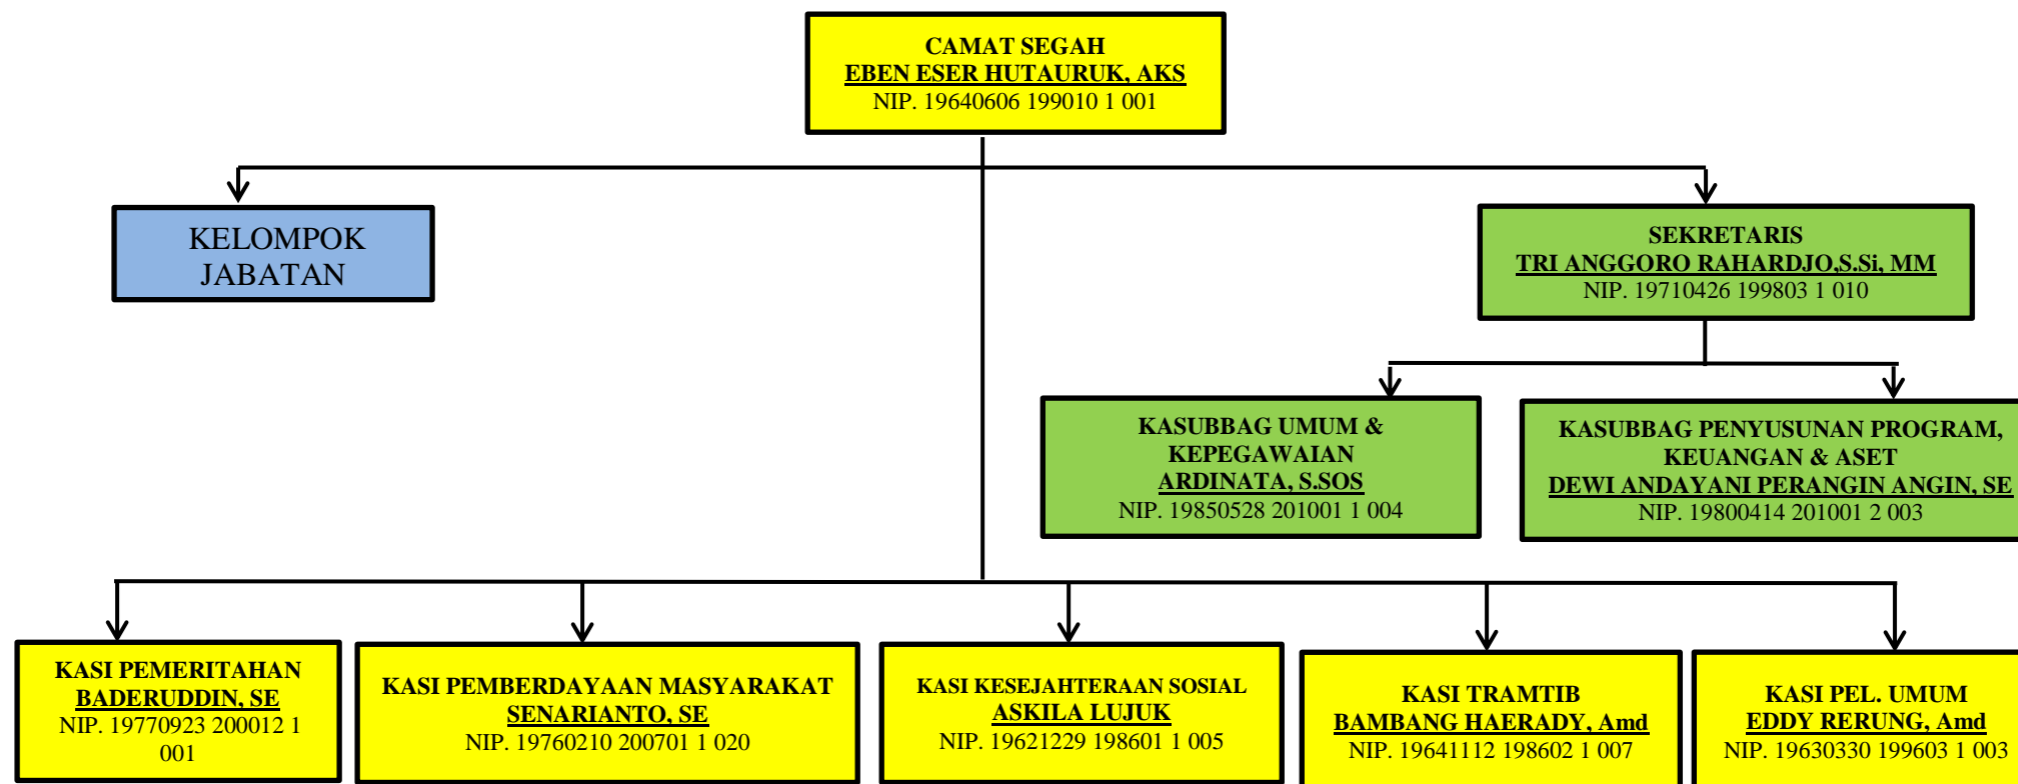 CAMAT SEGAH
EBEN ESER HUTAURUK, AKS
NIP. 19640606 199010 1 001
KELOMPOK
JABATAN
SEKRETARIS
TRI ANGGORO RAHARDJO,S.Si, MM
NIP. 19710426 199803 1 010
KASUBBAG UMUM &
KEPEGAWAIAN
ARDINATA, S.SOS
NIP. 19850528 201001 1 004
KASUBBAG PENYUSUNAN PROGRAM,
KEUANGAN & ASET
DEWI ANDAYANI PERANGIN ANGIN, SE
NIP. 19800414 201001 2 003
KASI PEMERITAHAN
BADERUDDIN, SE
NIP. 19770923 200012 1
001
KASI PEMBERDAYAAN MASYARAKAT
SENARIANTO, SE
NIP. 19760210 200701 1 020
KASI KESEJAHTERAAN SOSIAL
ASKILA LUJUK
NIP. 19621229 198601 1 005
KASI TRAMTIB
BAMBANG HAERADY, Amd
NIP. 19641112 198602 1 007
KASI PEL. UMUM
EDDY RERUNG, Amd
NIP. 19630330 199603 1 003